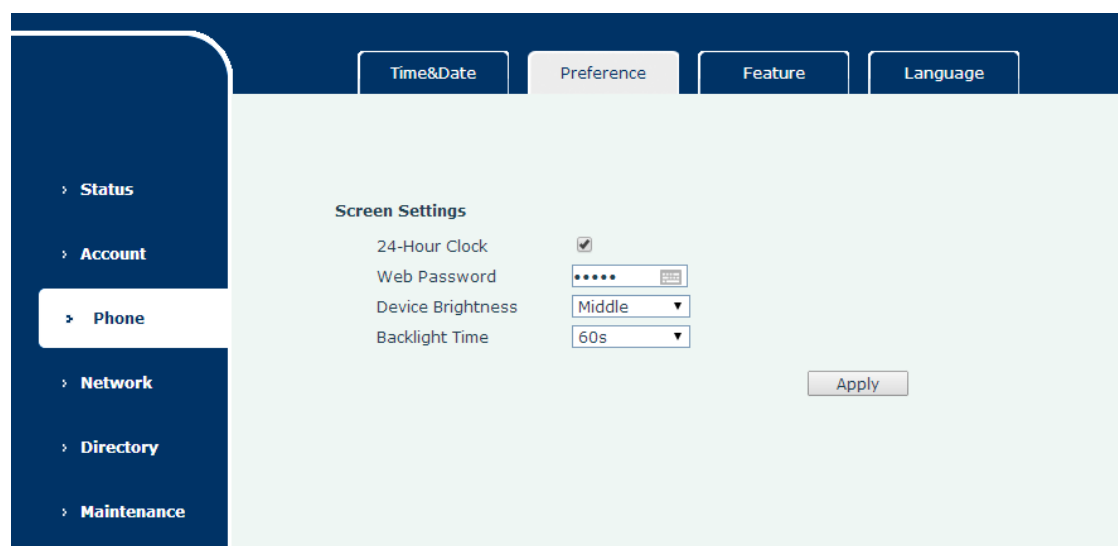 Time&Date Preference Feature Language
Status
Screen Settings
24-Hour Clock
Account
Web Password •••••
Device Brightness Middle
Phone
Backlight Time 60s
Network
Apply
Directory
Maintenance